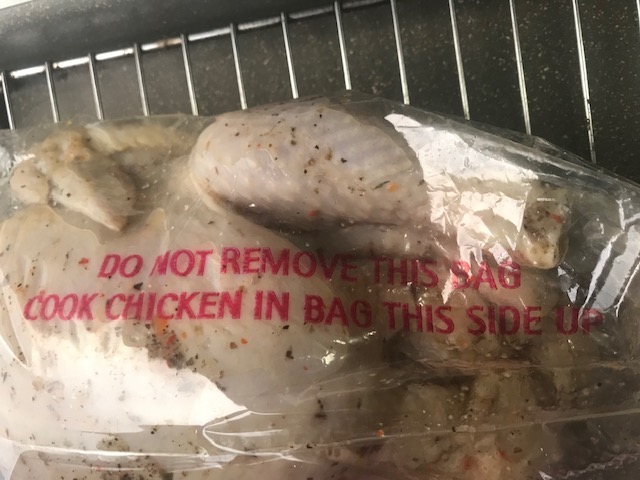 DO NOT REMOVE THIS BAG
COOK CHICKEN IN BAG THIS SIDE UP